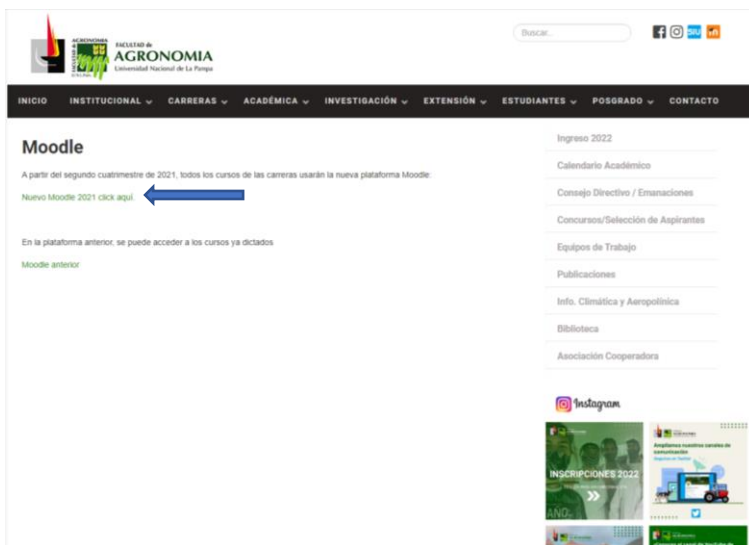 FACULTAD de
AGRONOMIA
Universidad Nacional de La Pampa
Buscar...
SIU
INICIO INSTITUCIONAL CARRERAS ACADÉMICA INVESTIGACIÓN EXTENSIÓN ESTUDIANTES POSGRADO CONTACTO
Moodle
A partir del segundo cuatrimestre de 2021, todos los cursos de las carreras usarán la nueva plataforma Moodle:
Nuevo Moodle 2021 click aquí.
En la plataforma anterior, se puede acceder a los cursos ya dictados
Moodle anterior
Ingreso 2022
Calendario Académico
Consejo Directivo / Emanaciones
Concursos/Selección de Aspirantes
Equipos de Trabajo
Publicaciones
Info. Climática y Aeropolínica
Biblioteca
Asociación Cooperadora
Instagram
INSCRIPCIONES 2022
AÑO
Ampliamos nuestros canales de
comunicación